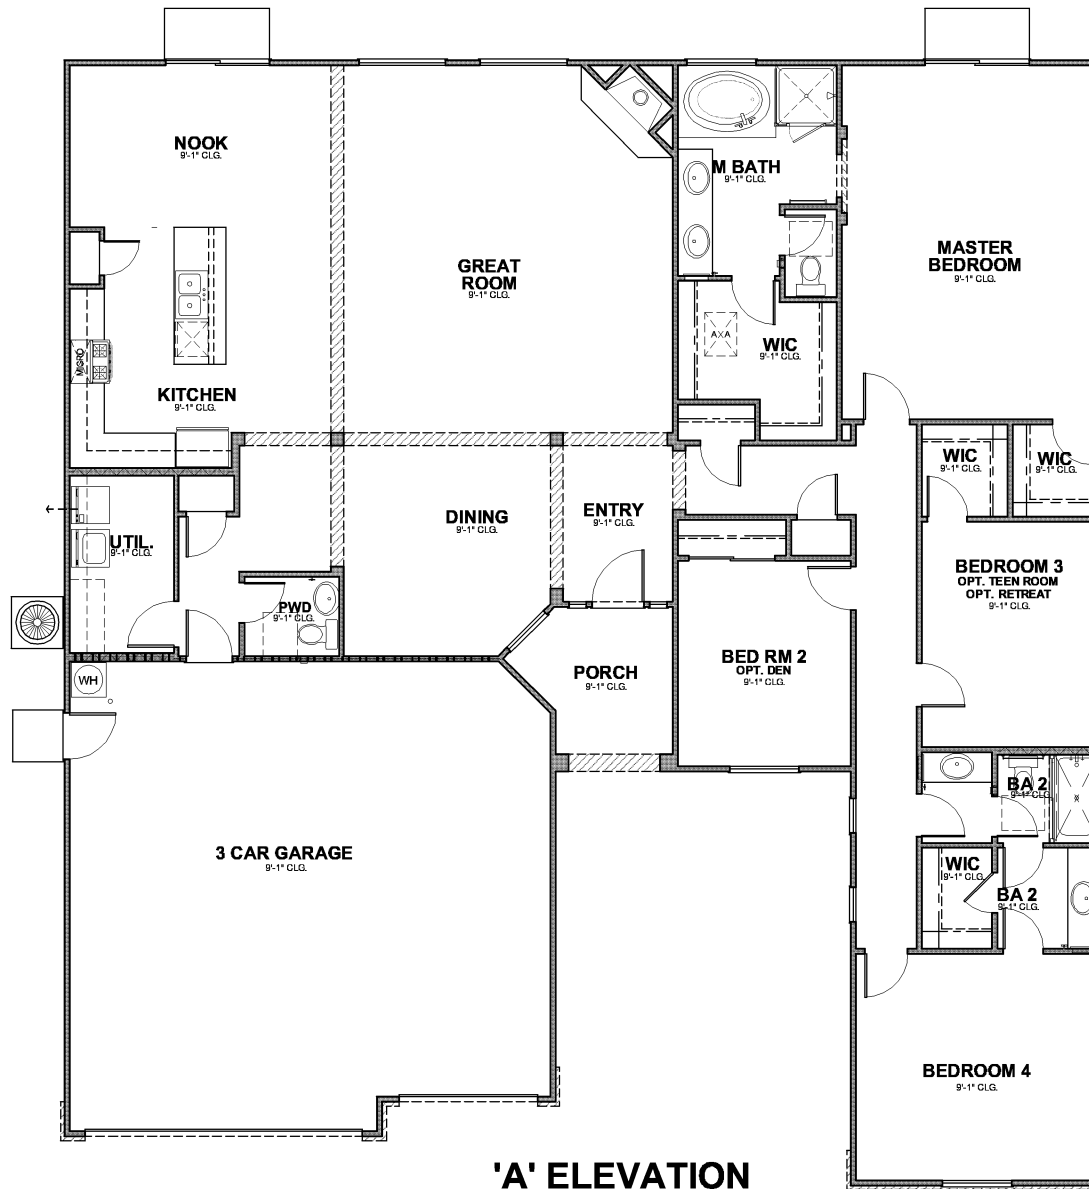 NOOK
9'-1" CLG.
M BATH
9'-1" CLG.
GREAT
ROOM
9'-1" CLG.
MASTER
BEDROOM
9'-1" CLG.
WIC
9'-1" CLG.
KITCHEN
9'-1" CLG.
WIC
9'-1" CLG.
WIC
9'-1" CLG.
DINING
9'-1" CLG.
ENTRY
9'-1" CLG.
UTIL.
9'-1" CLG.
BEDROOM 3
OPT. TEEN ROOM
OPT. RETREAT
9'-1" CLG.
PWD
9'-1" CLG.
BED RM 2
OPT. DEN
9'-1" CLG.
PORCH
9'-1" CLG.
WH
BA 2
9'-1" CLG.
3 CAR GARAGE
9'-1" CLG.
WIC
9'-1" CLG.
BA 2
9'-1" CLG.
BEDROOM 4
9'-1" CLG.
'A' ELEVATION